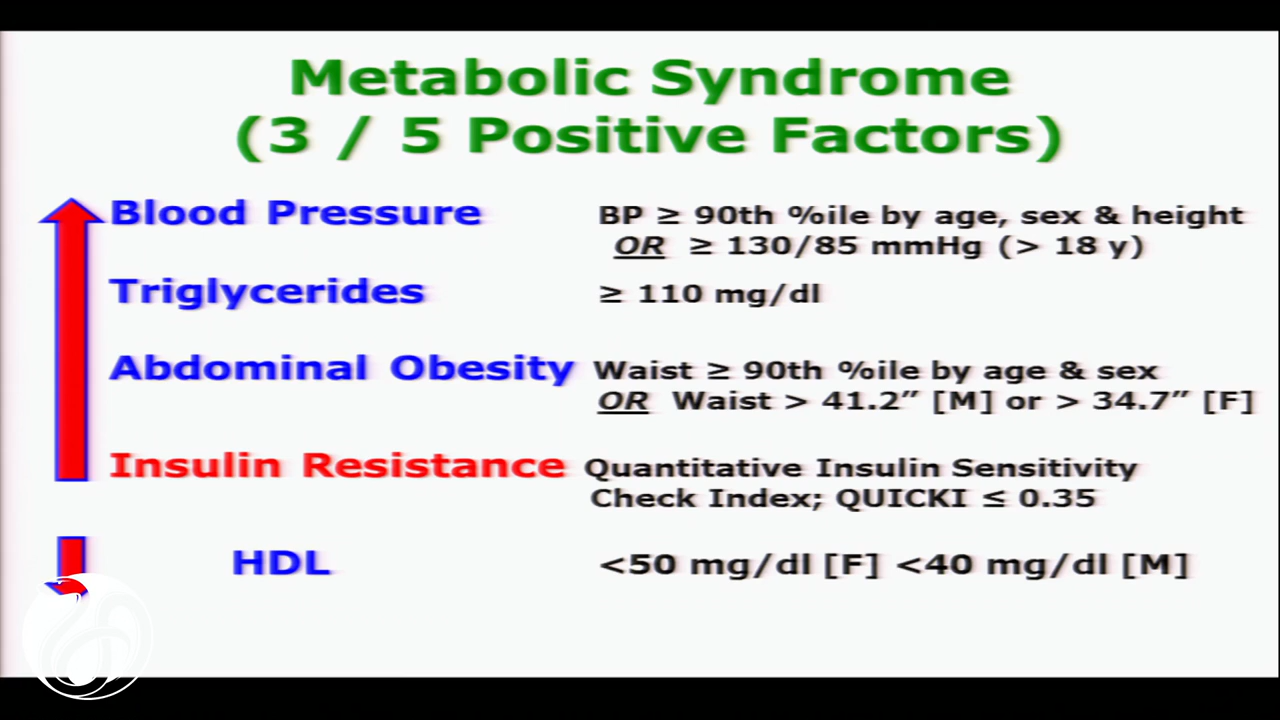 Metabolic Syndrome
(3 / 5 Positive Factors)
Blood Pressure BP ≥ 90th %ile by age, sex & height
OR ≥ 130/85 mmHg (> 18 y)
Triglycerides ≥ 110 mg/dl
Abdominal Obesity Waist ≥ 90th %ile by age & sex
OR Waist > 41.2” [M] or > 34.7” [F]
Insulin Resistance Quantitative Insulin Sensitivity
Check Index; QUICKI ≤ 0.35
HDL <50 mg/dl [F] <40 mg/dl [M]